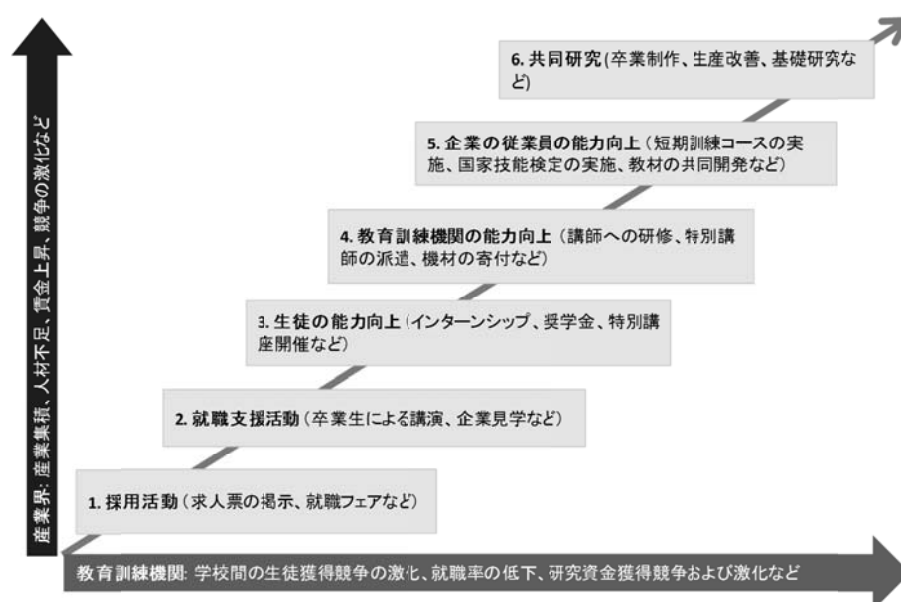 6. 共同研究(卒業制作、生産改善、基礎研究な
ど)
5. 企業の従業員の能力向上（短期訓練コースの実
施、国家技能検定の実施、教材の共同開発など）
4. 教育訓練機関の能力向上（講師への研修、特別講
師の派遣、機材の寄付など）
3. 生徒の能力向上（インターンシップ、奨学金、特別講
座開催など）
2. 就職支援活動（卒業生による講演、企業見学など）
1. 採用活動（求人票の掲示、就職フェアなど）
産業界: 産業集積、人材不足、賃金上昇、競争の激化など
教育訓練機関: 学校間の生徒獲得競争の激化、就職率の低下、研究資金獲得競争および激化など